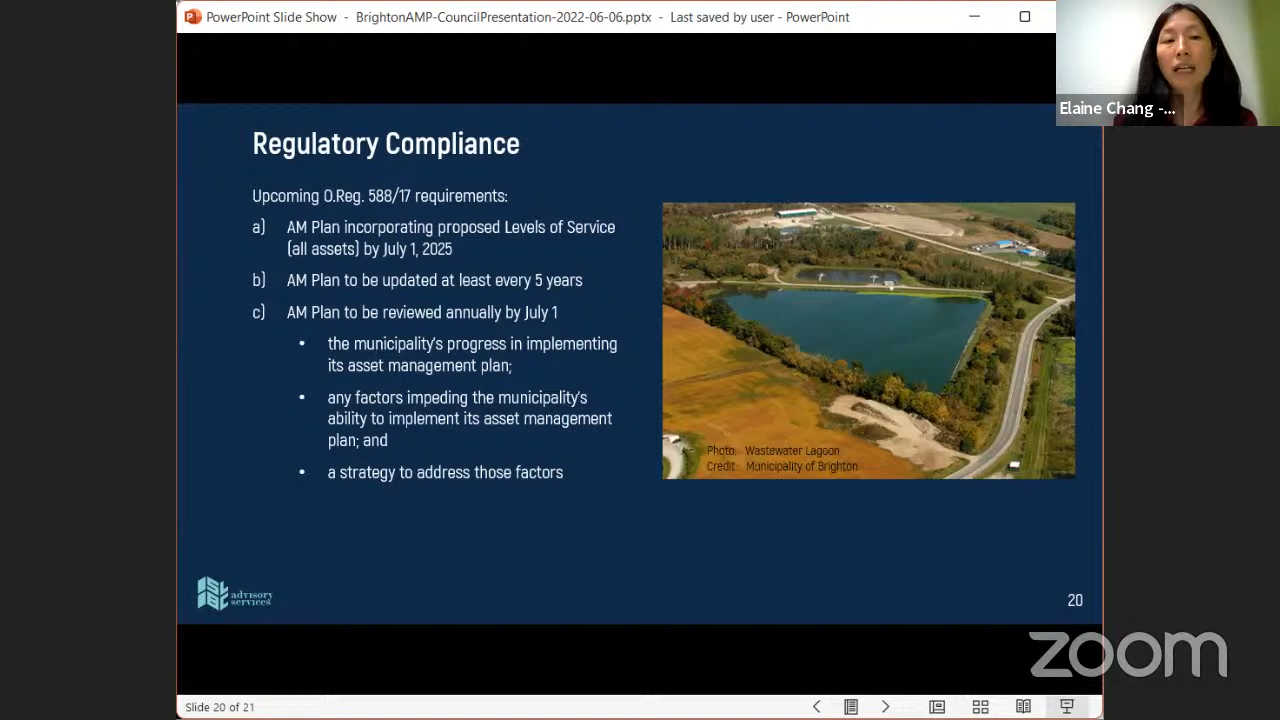 PowerPoint Slide Show - BrightonAMP-CouncilPresentation-2022-06-06.pptx - Last saved by user - PowerPoint
Elaine Chang -...
Regulatory Compliance
Upcoming O.Reg. 588/17 requirements:
a) AM Plan incorporating proposed Levels of Service
(all assets) by July 1, 2025
b) AM Plan to be updated at least every 5 years
c) AM Plan to be reviewed annually by July 1
• the municipality's progress in implementing
its asset management plan;
• any factors impeding the municipality's
ability to implement its asset management
plan; and
• a strategy to address those factors
Photo: Wastewater Lagoon
Credit: Municipality of Brighton
advisory
services
20
zoom
Slide 20 of 21